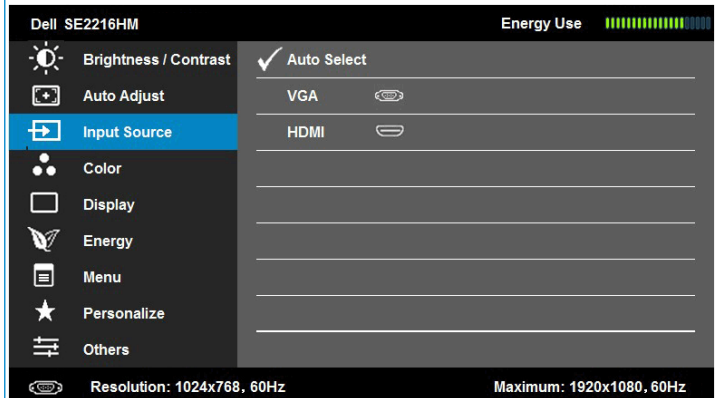 Dell SE2216HM Energy Use
Brightness / Contrast Auto Select
Auto Adjust VGA
Input Source HDMI
Color
Display
Energy
Menu
Personalize
Others
Resolution: 1024x768, 60Hz Maximum: 1920x1080, 60Hz